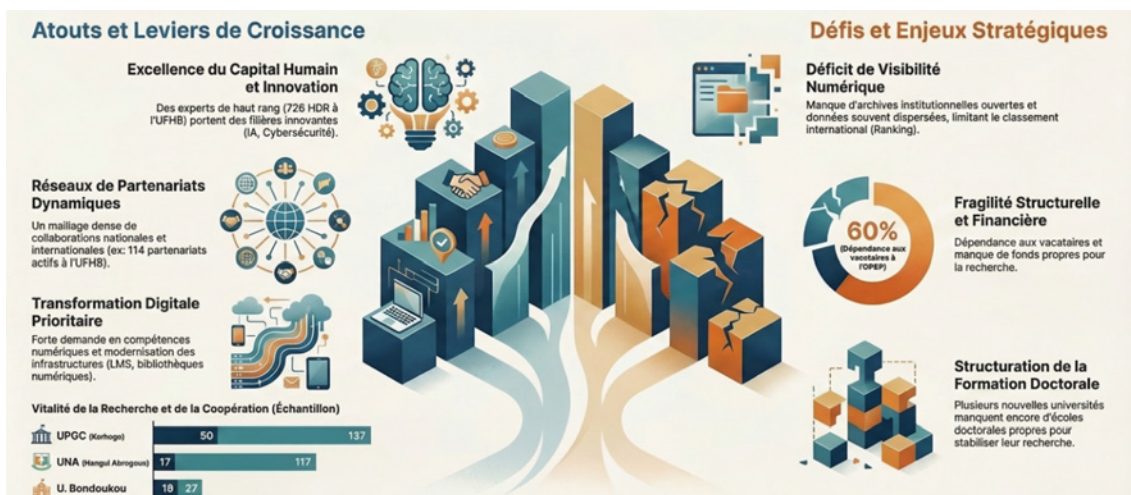 Atouts et Leviers de Croissance
Excellence du Capital Humain
et Innovation
Des experts de haut rang (726 HDR à
l'UFHB) portent des filières innovantes
(IA, Cybersécurité).
Réseaux de Partenariats
Dynamiques
Un maillage dense de
collaborations nationales et
internationales (ex: 114 partenariats
actifs à l'UFHB).
Transformation Digitale
Prioritaire
Forte demande en compétences
numériques et modernisation des
infrastructures (LMS, bibliothèques
numériques).
Vitalité de la Recherche et de la Coopération (Échantillon)
UPGC (Korhogo) 50 137
UNA (Hangul Abrogous) 17 117
U. Bondoukou 18 27
Défis et Enjeux Stratégiques
Déficit de Visibilité
Numérique
Manque d'archives institutionnelles ouvertes et
données souvent dispersées, limitant le classement
international (Ranking).
60%
(Dépendance aux
vacataires à
l'OPEP)
Fragilité Structurelle
et Financière
Dépendance aux vacataires et
manque de fonds propres pour
la recherche.
Structuration de la
Formation Doctorale
Plusieurs nouvelles universités
manquent encore d'écoles
doctorales propres pour
stabiliser leur recherche.